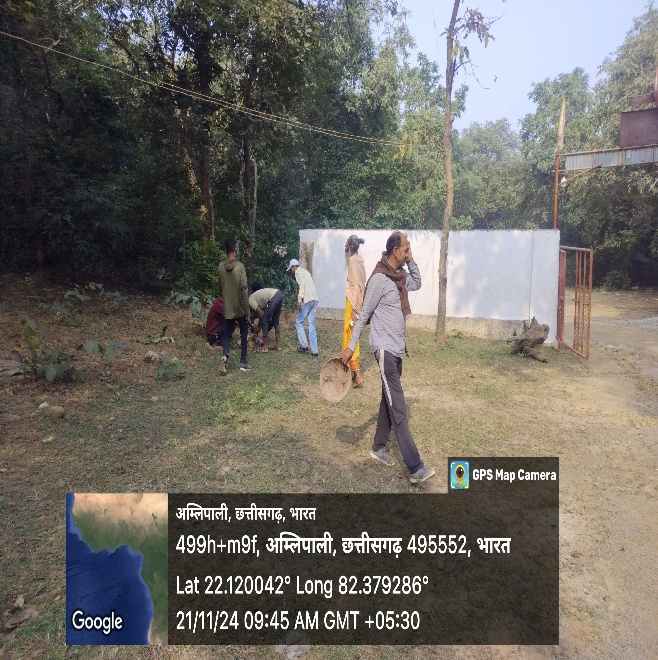 GPS Map Camera
अम्लिपाली, छत्तीसगढ़, भारत
499h+m9f, अम्लिपाली, छत्तीसगढ़ 495552, भारत
Lat 22.120042° Long 82.379286°
21/11/24 09:45 AM GMT +05:30
Google